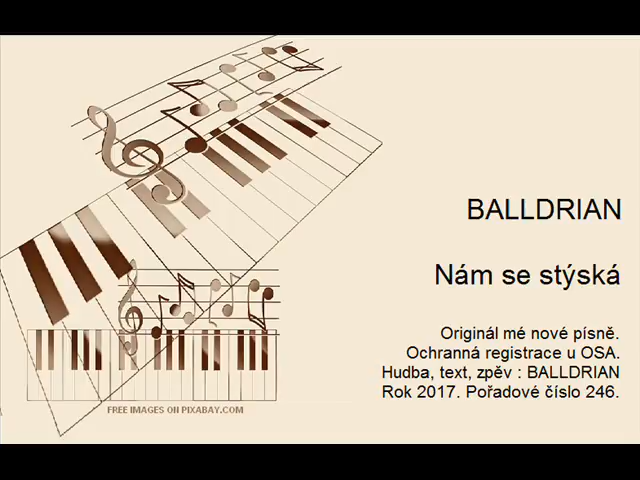 BALLDRIAN
Nám se stýská
Originál mé nové písně.
Ochranná registrace u OSA.
Hudba, text, zpěv : BALLDRIAN
Rok 2017. Pořadové číslo 246.
FREE IMAGES ON PIXABAY.COM